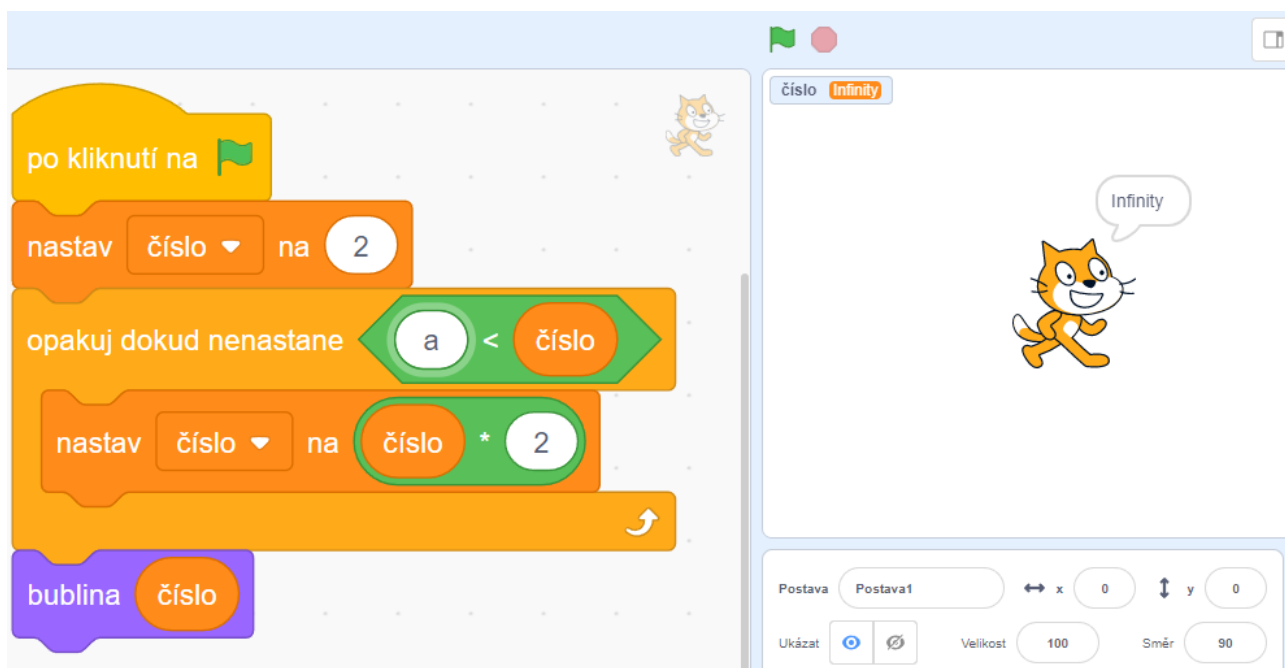 po kliknutí na
nastav číslo na 2
opakuj dokud nenastane a < číslo
nastav číslo na číslo * 2
bublina číslo
číslo Infinity
Infinity
Postava Postava1 x 0 y 0
Ukázat Velikost 100 Směr 90